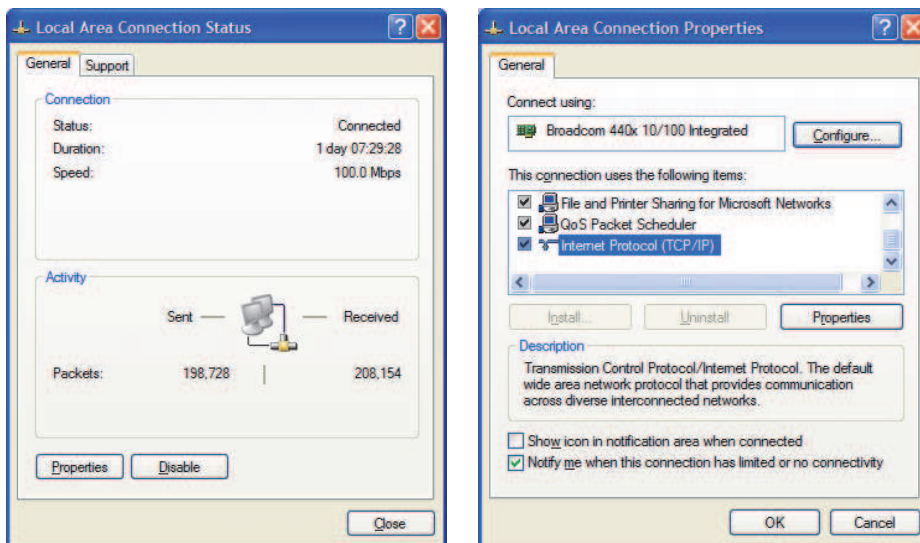 Local Area Connection Status
General Support
Connection
Status: Connected
Duration: 1 day 07:29:28
Speed: 100.0 Mbps
Activity
Sent Received
Packets: 198,728 208,154
Properties Disable
Close
Local Area Connection Properties
General
Connect using:
Broadcom 440x 10/100 Integrated
Configure...
This connection uses the following items:
File and Printer Sharing for Microsoft Networks
QoS Packet Scheduler
Internet Protocol (TCP/IP)
Install... Uninstall Properties
Description
Transmission Control Protocol/Internet Protocol. The default
wide area network protocol that provides communication
across diverse interconnected networks.
Show icon in notification area when connected
Notify me when this connection has limited or no connectivity
OK Cancel